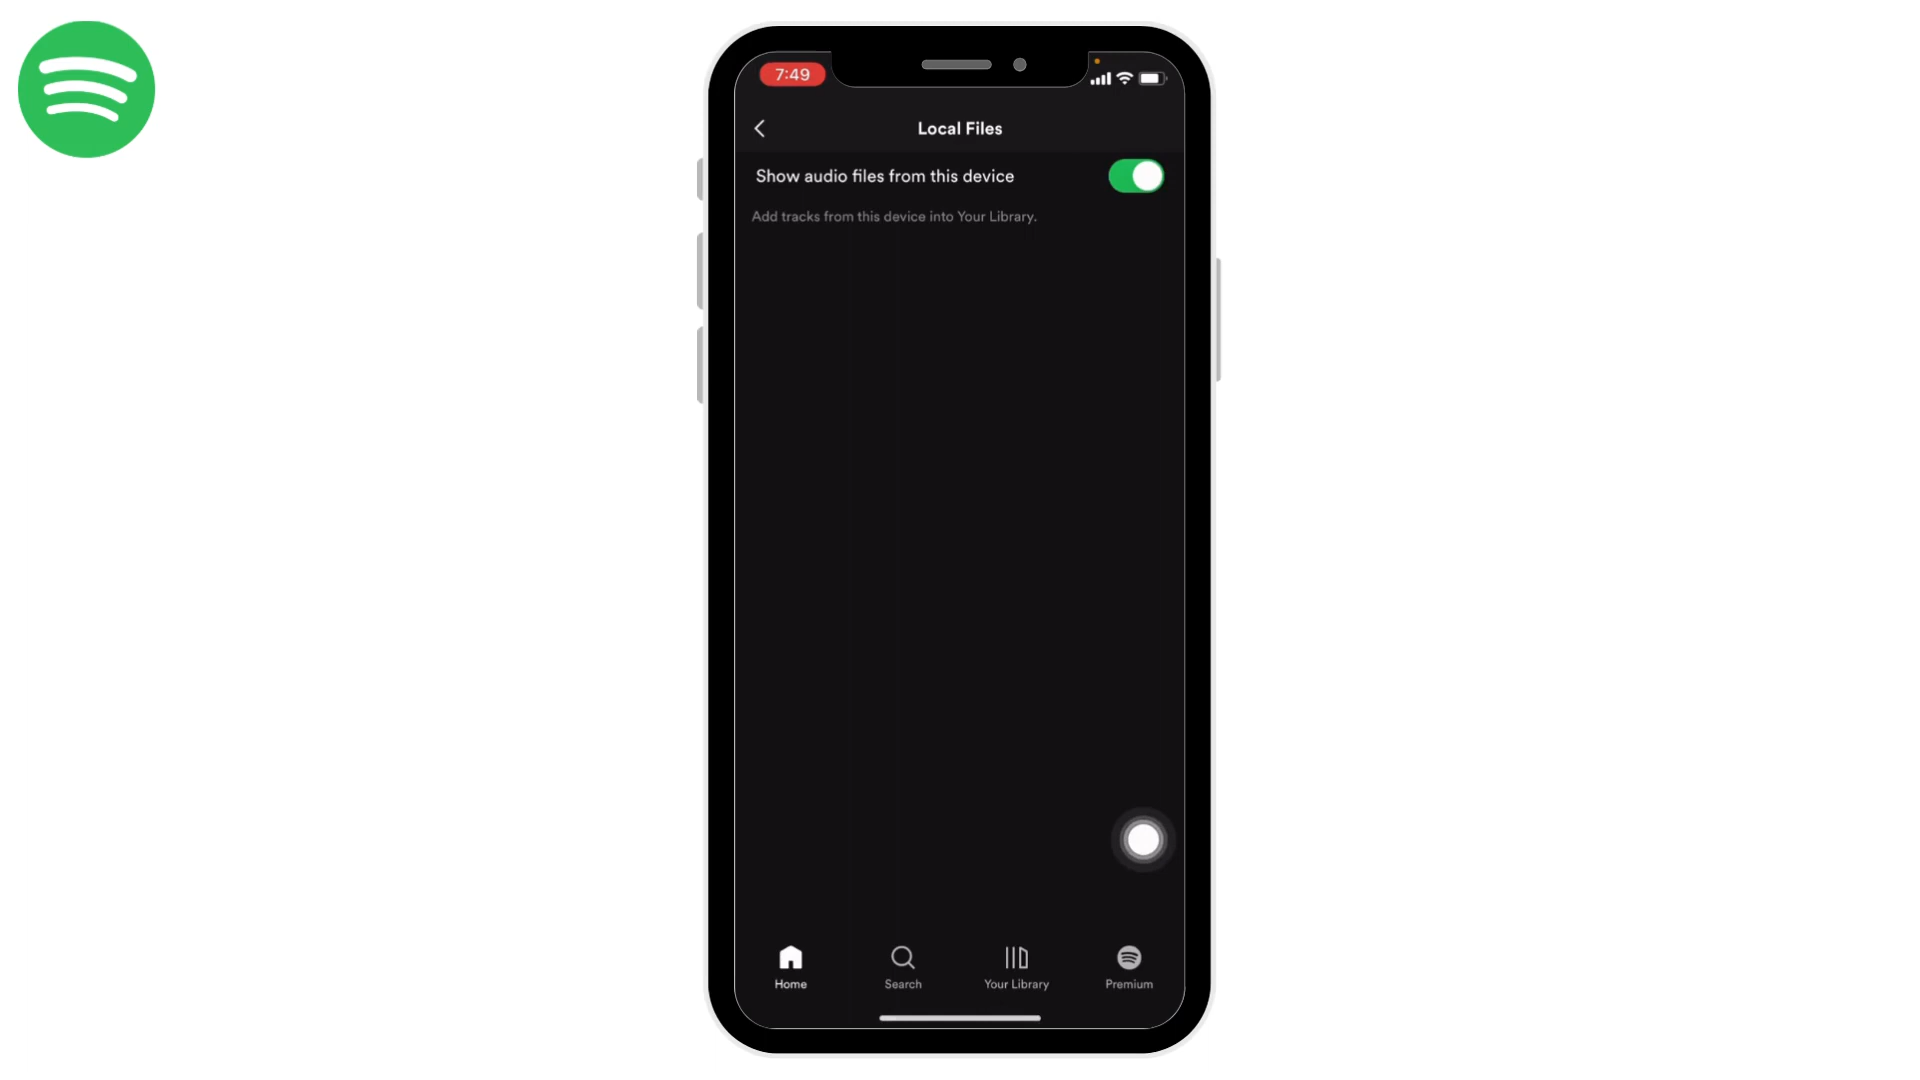 7:49
Local Files
Show audio files from this device
Add tracks from this device into Your Library.
Home
Search
Your Library
Premium